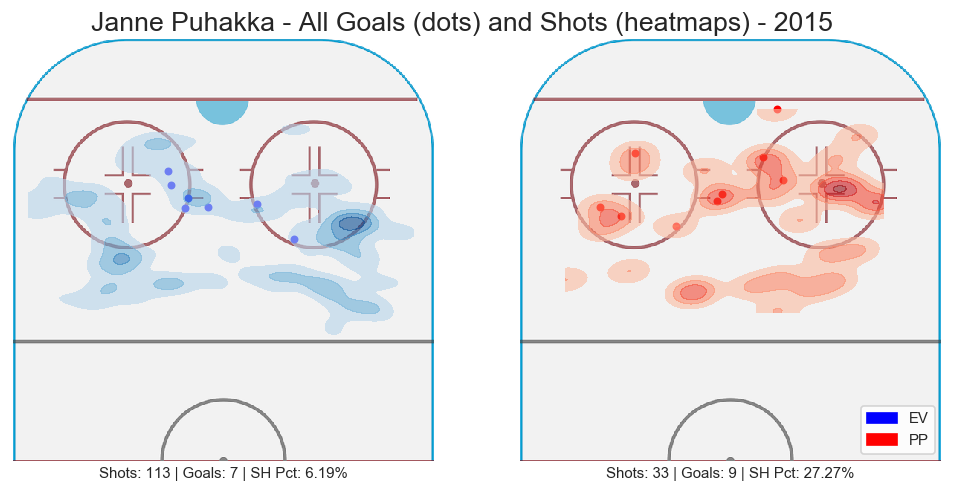 Janne Puhakka - All Goals (dots) and Shots (heatmaps) - 2015
EV
PP
Shots: 113 | Goals: 7 | SH Pct: 6.19%
Shots: 33 | Goals: 9 | SH Pct: 27.27%